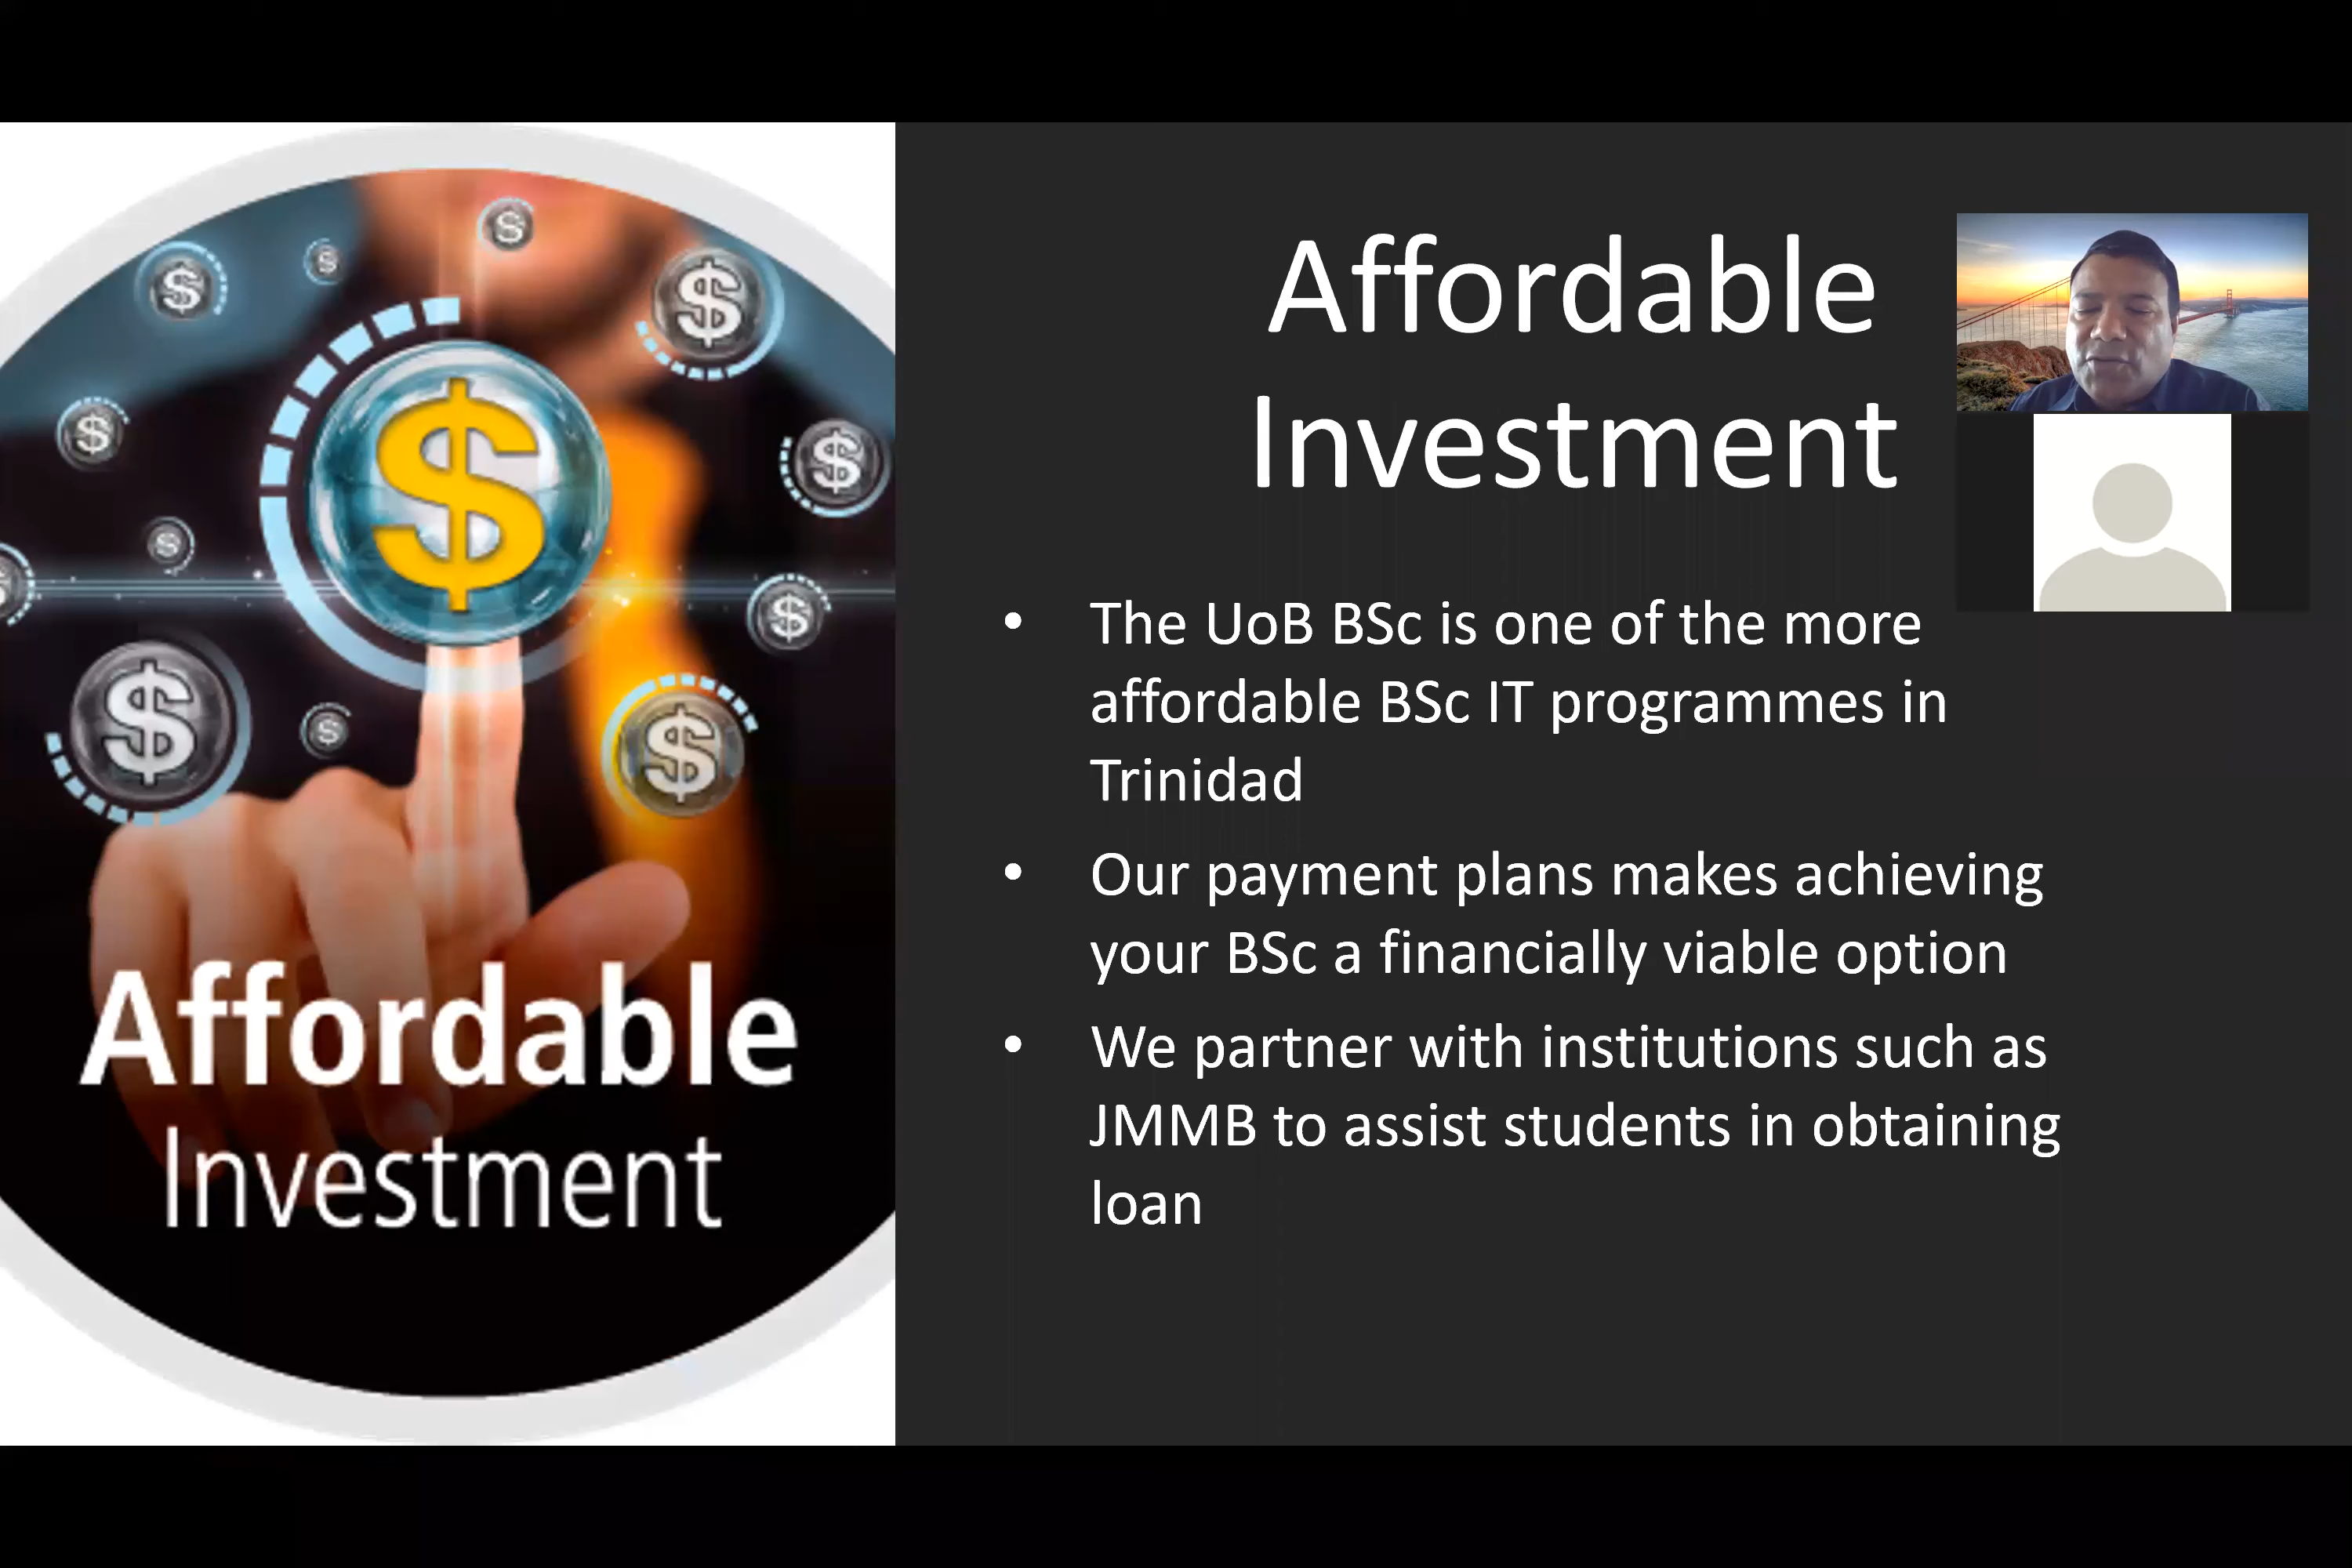 Affordable
Investment
Affordable
Investment
• The UoB BSc is one of the more
affordable BSc IT programmes in
Trinidad
• Our payment plans makes achieving
your BSc a financially viable option
• We partner with institutions such as
JMMB to assist students in obtaining
loan